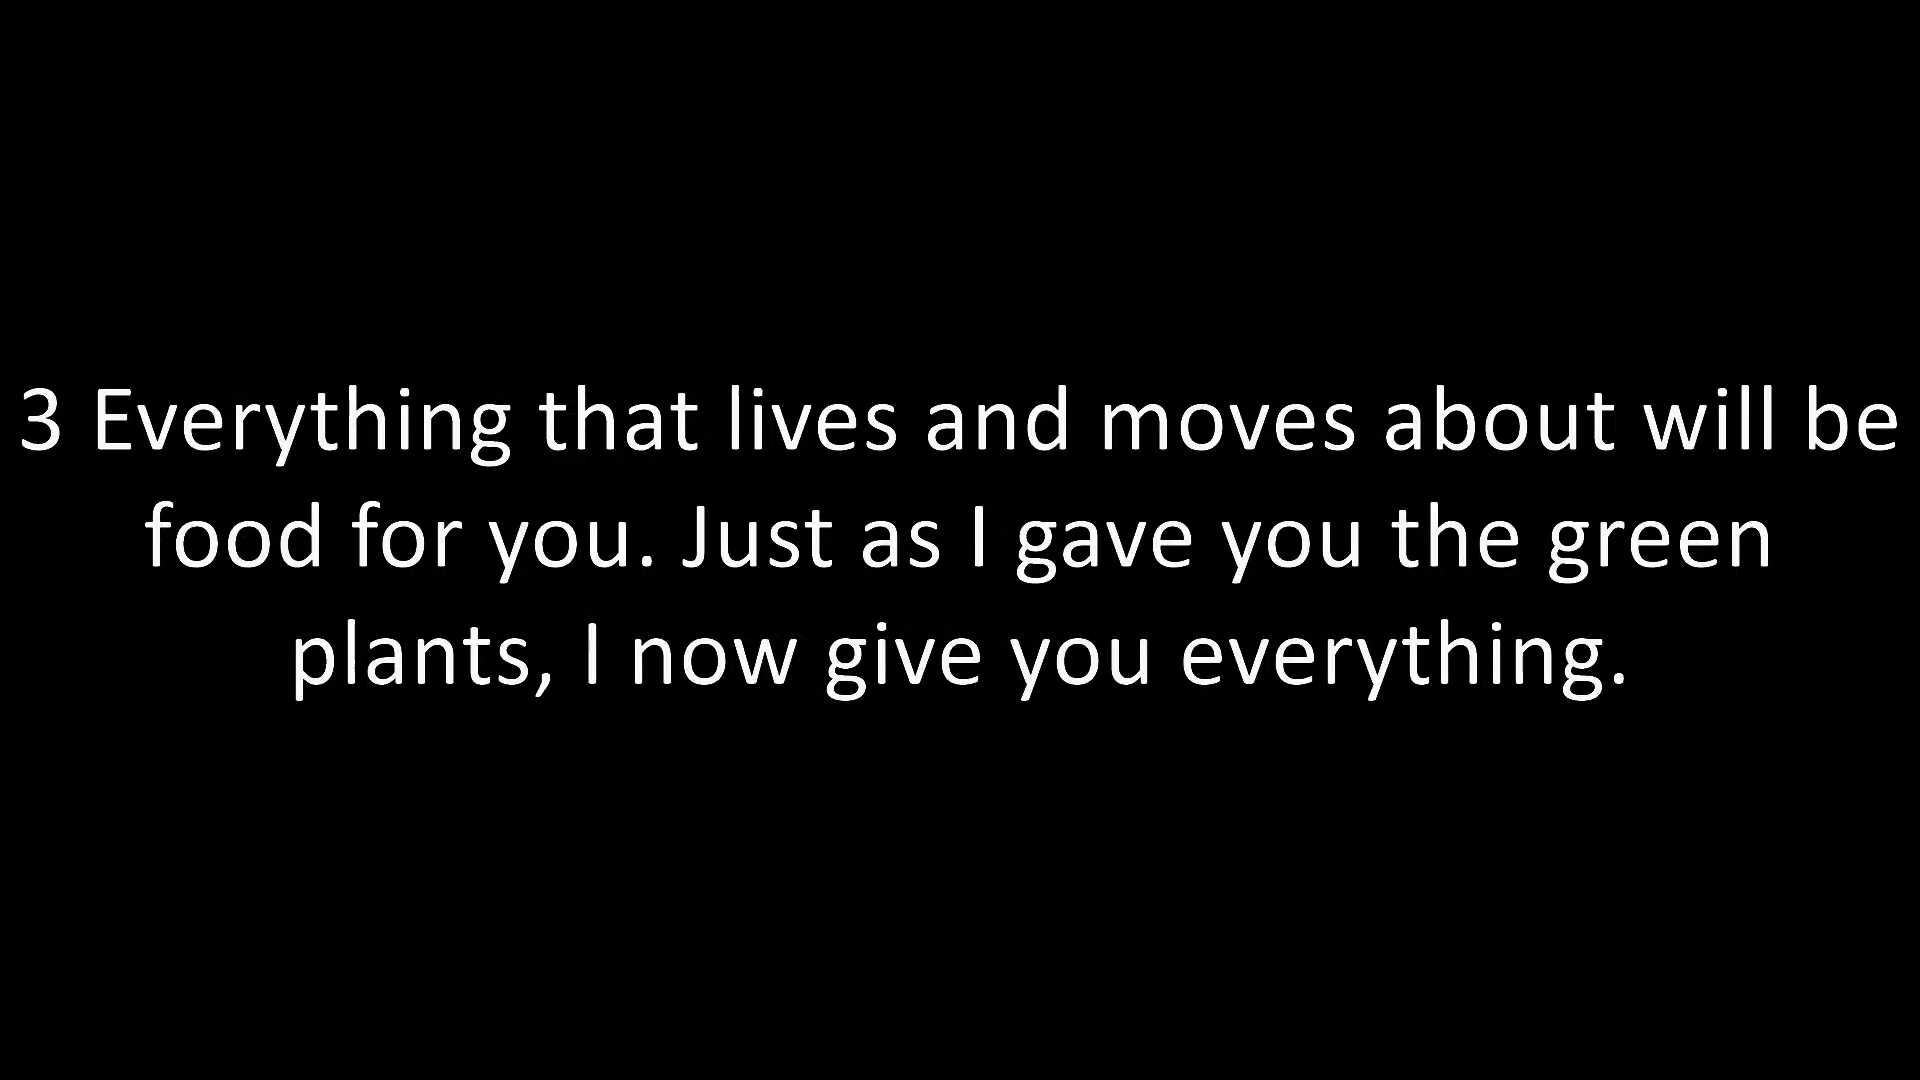 3 Everything that lives and moves about will be
food for you. Just as I gave you the green
plants, I now give you everything.